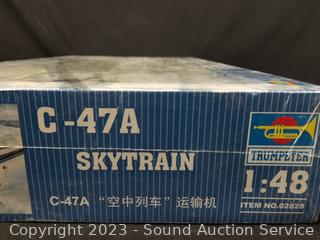 C-47A
SKYTRAIN
C-47A "空中列车" 运输机
TRUMPETER
1:48
ITEM NO.02828
Copyright 2023 - Sound Auction Service